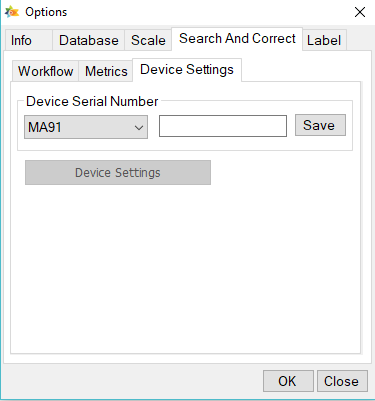 Options
Info Database Scale Search And Correct Label
Workflow Metrics Device Settings
Device Serial Number
MA91 Save
Device Settings
OK Close